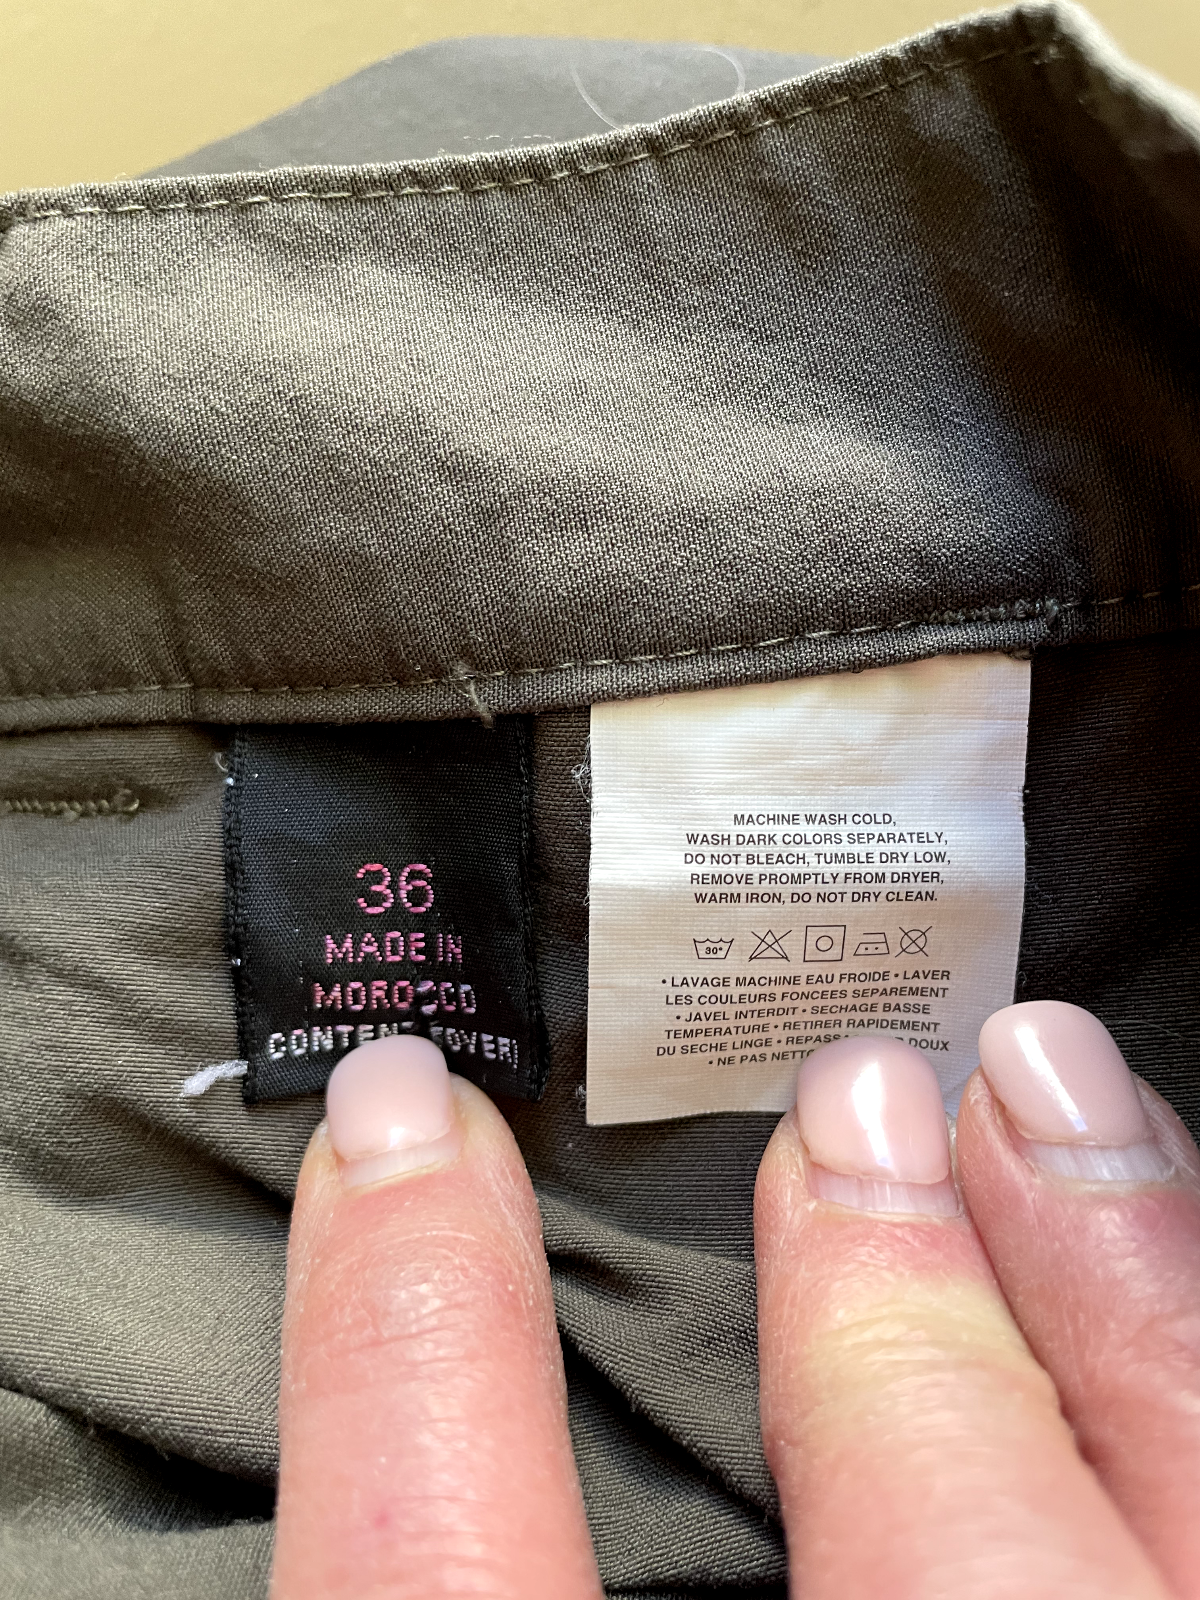 36
MADE IN
MOROCCO
CONTENT
MACHINE WASH COLD,
WASH DARK COLORS SEPARATELY,
DO NOT BLEACH, TUMBLE DRY LOW,
REMOVE PROMPTLY FROM DRYER,
WARM IRON, DO NOT DRY CLEAN.
30°
• LAVAGE MACHINE EAU FROIDE • LAVER
LES COULEURS FONCEES SEPAREMENT
• JAVEL INTERDIT • SECHAGE BASSE
TEMPERATURE • RETIRER RAPIDEMENT
DU SECHE LINGE • DOUX
• NE PAS